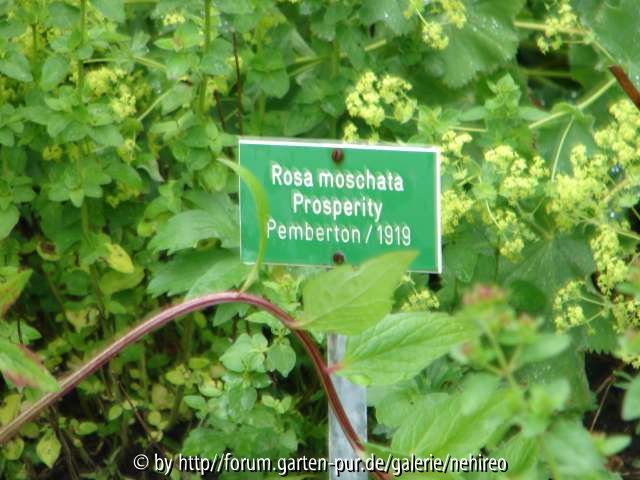 Rosa moschata
Prosperity
Pemberton / 1919
© by http://forum.garten-pur.de/galerie/nehireo